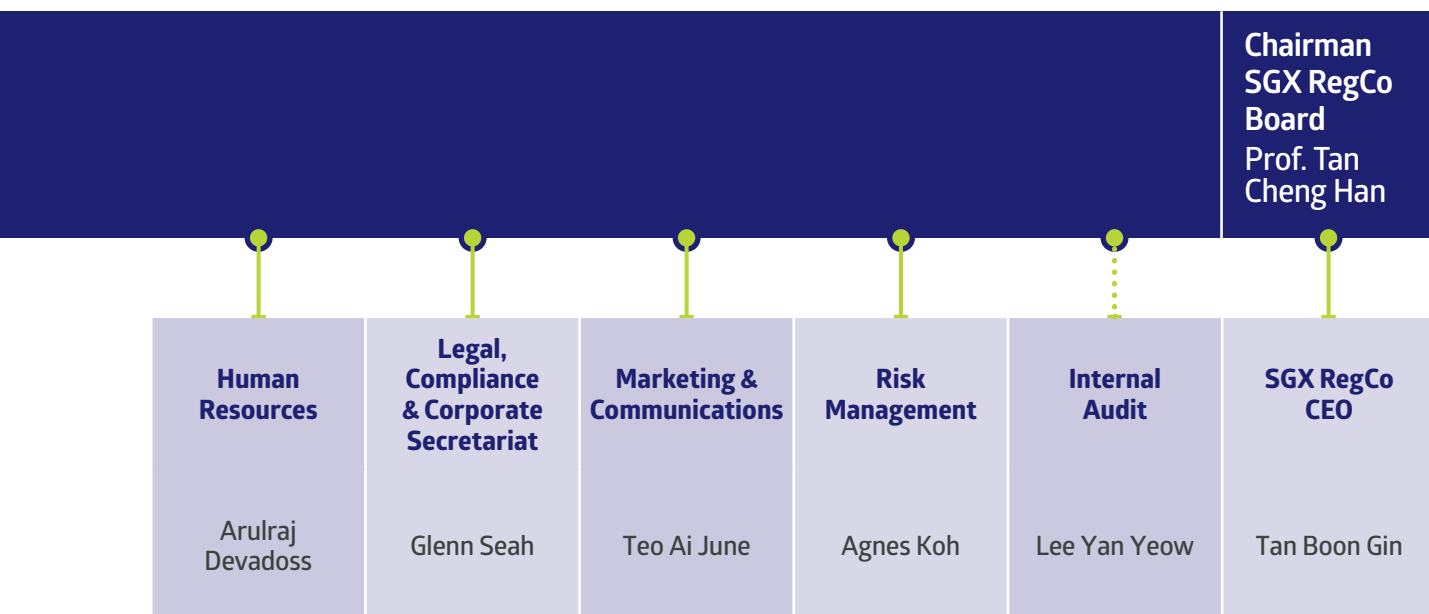 Chairman
SGX RegCo
Board
Prof. Tan
Cheng Han
Human
Resources
Arulraj
Devadoss
Legal,
Compliance
& Corporate
Secretariat
Glenn Seah
Marketing &
Communications
Teo Ai June
Risk
Management
Agnes Koh
Internal
Audit
Lee Yan Yeow
SGX RegCo
CEO
Tan Boon Gin